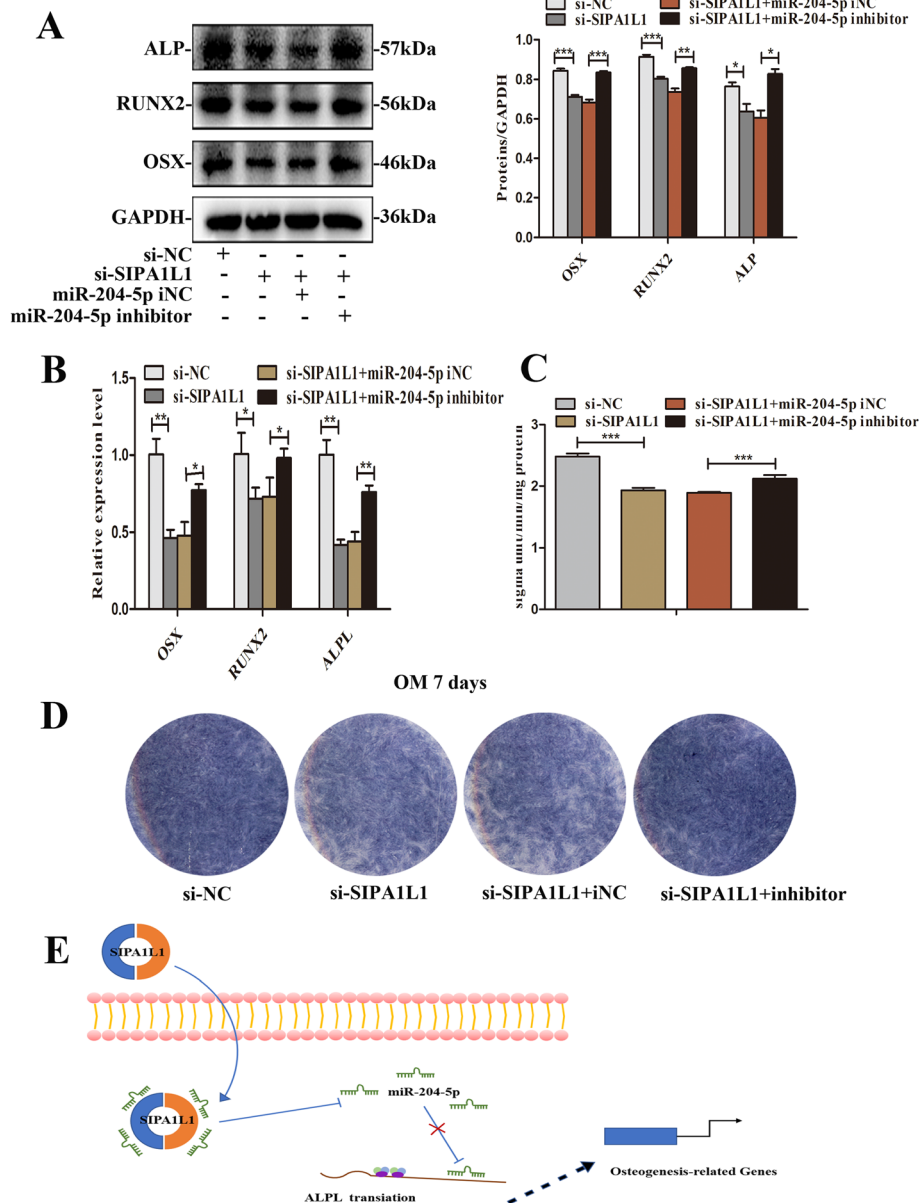 A
ALP-
-57kDa
RUNX2-
-56kDa
OSX-
-46kDa
GAPDH-
-36kDa
si-NC + - - -
si-SIPA1L1 - + + +
miR-204-5p iNC - - + -
miR-204-5p inhibitor - - - +
si-NC si-SIPA1L1+miR-204-5p iNC
si-SIPA1L1 si-SIPA1L1+miR-204-5p inhibitor
Proteins/GAPDH
1.0
0.8
0.6
0.4
0.2
0.0
*** *** *** ** * *
OSX RUNX2 ALP
B
si-NC si-SIPA1L1+miR-204-5p iNC
si-SIPA1L1 si-SIPA1L1+miR-204-5p inhibitor
Relative expression level
1.5
1.0
0.5
0.0
** * * * ** **
OSX RUNX2 ALPL
C
si-NC si-SIPA1L1+miR-204-5p iNC
si-SIPA1L1 si-SIPA1L1+miR-204-5p inhibitor
sigma unit/min/mg protein
3
2
1
0
*** ***
OM 7 days
D
si-NC si-SIPA1L1 si-SIPA1L1+iNC si-SIPA1L1+inhibitor
E
SIPA1L1
SIPA1L1
miR-204-5p
ALPL transiation
Osteogenesis-related Genes